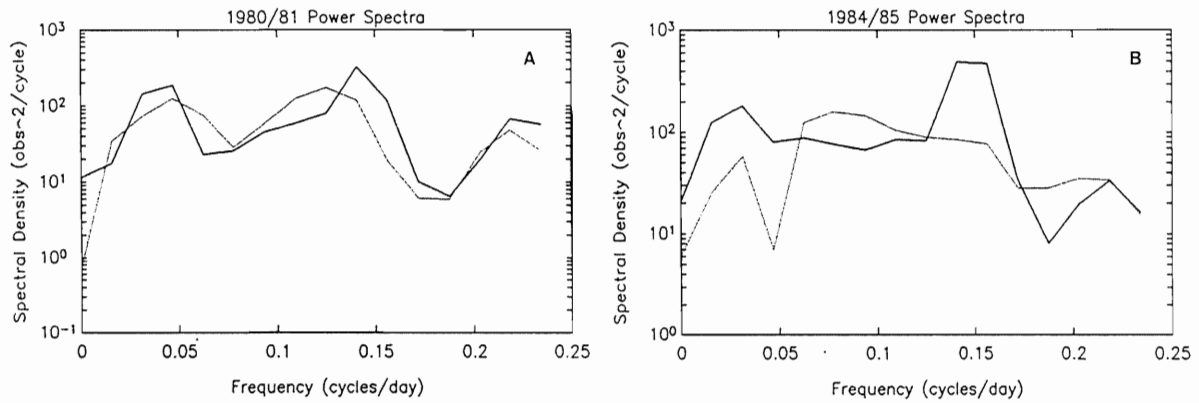 1980/81 Power Spectra
A
Spectral Density (obs~2/cycle)
10³
10²
10¹
10⁰
10⁻¹
0 0.05 0.1 0.15 0.2 0.25
Frequency (cycles/day)
1984/85 Power Spectra
B
Spectral Density (obs~2/cycle)
10³
10²
10¹
10⁰
0 0.05 0.1 0.15 0.2 0.25
Frequency (cycles/day)